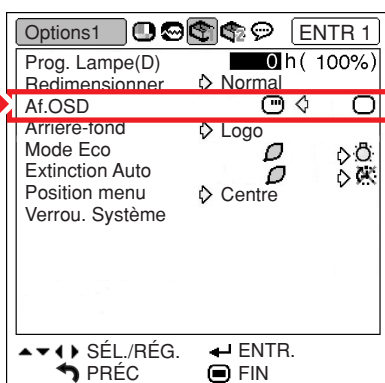 Options1 ENTR 1
Prog. Lampe(D) 0 h ( 100%)
Redimensionner Normal
Af.OSD
Arrière-fond Logo
Mode Eco
Extinction Auto
Position menu Centre
Verrou. Système
SÉL./RÉG. ENTR.
PRÉC FIN